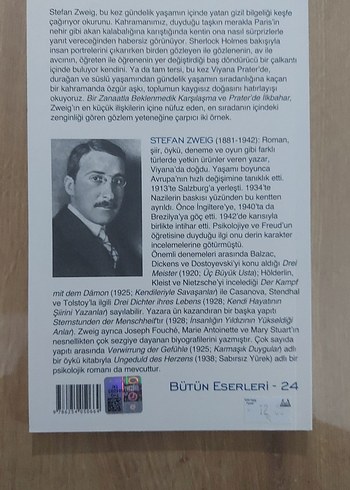 Stefan Zweig, bu kez gündelik yaşamın içinde yatan gizil bilgeliği keşfe
çağırıyor okurunu. Kahramanımız, duyduğu taşkın merakla Paris'in
nehir gibi akan kalabalığına karıştığında kentin ona nasıl sürprizlerle
yanıt vereceğinden habersiz görünüyor. Sherlock Holmes bakışıyla
insan portrelerini çıkarırken birden gözleyen ile gözlenenin, av ile
avcının, öğreten ile öğrenenin yer değiştirdiği baş döndürücü bir çalkantı
içinde buluyor kendini. Ya da tam tersi, bu kez Viyana Prater'de,
durağan ve süslü yaşamından gündelik yaşamın sıradanlığına kaçan
bir kahramanda özgür aşkı, toplumun kaygısız doğasını hatırlayışı
okuyoruz. Bir Zanaatla Beklenmedik Karşılaşma ve Prater'de İlkbahar,
Zweig'ın en küçük ilişkilerin içine nüfuz eden, en sıradanın içindeki
zenginliği gören gözlem yeteneğine çarpıcı iki örnek.
STEFAN ZWEIG (1881-1942): Roman,
şiir, öykü, deneme ve oyun gibi farklı
türlerde yetkin ürünler veren yazar,
Viyana'da doğdu. Yaşamı boyunca
Avrupa'nın hızlı değişimine tanıklık etti.
1913'te Salzburg'a yerleşti. 1934'te
Nazilerin baskısı yüzünden bu kentten
ayrıldı. Önce İngiltere'ye, 1940'ta da
Brezilya'ya göç etti. 1942'de karısıyla
birlikte intihar etti. Psikolojiye ve Freud'un
öğretisine duyduğu ilgi onu derin karakter
incelemelerine götürmüştü.
Önemli denemeleri arasında Balzac,
Dickens ve Dostoyevski'yi konu aldığı Drei
Meister (1920; Üç Büyük Usta); Hölderlin,
Kleist ve Nietzsche'yi incelediği Der Kampf
mit dem Dämon (1925; Kendileriyle Savaşanlar) ile Casanova, Stendhal
ve Tolstoy'la ilgili Drei Dichter ihres Lebens (1928; Kendi Hayatının
Şiirini Yazanlar) sayılabilir. Yazara ün kazandıran bir başka yapıtı
Sternstunden der Menschheit'tır (1928; İnsanlığın Yıldızının Yükseldiği
Anlar). Zweig ayrıca Joseph Fouché, Marie Antoinette ve Mary Stuart'ın
nesnellikten çok sezgiye dayanan biyografilerini yazmıştır. Çok sayıda
yapıtı arasında Verwirrung der Gefühle (1925; Karmaşık Duygular) adlı
bir öykü kitabıyla Ungeduld des Herzens (1938; Sabırsız Yürek) adlı bir
psikolojik romanı da mevcuttur.
BÜTÜN ESERLERİ - 24